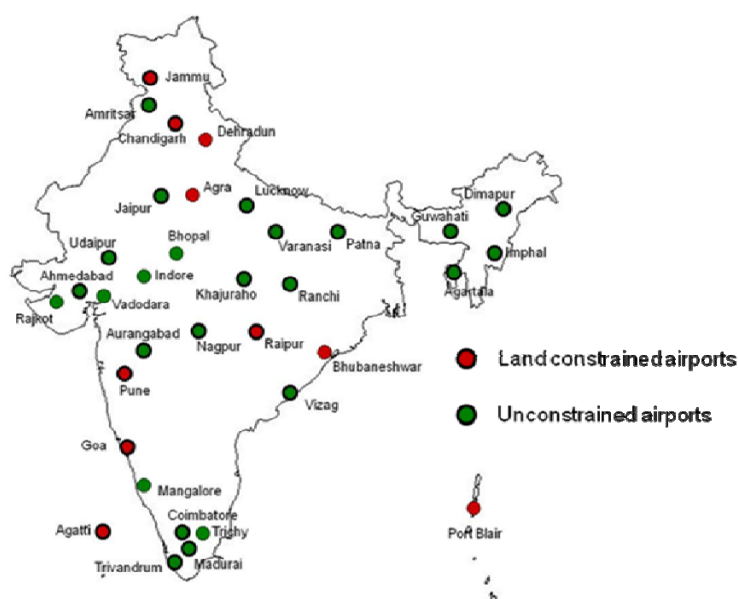 Jammu
Amritsar
Chandigarh
Dehradun
Jaipur
Agra
Lucknow
Dimapur
Guwahati
Udaipur
Bhopal
Varanasi
Patna
Imphal
Ahmedabad
Indore
Khajuraho
Ranchi
Agartala
Rajkot
Vadodara
Aurangabad
Nagpur
Raipur
Bhubaneshwar
Land constrained airports
Pune
Vizag
Unconstrained airports
Goa
Mangalore
Coimbatore
Agatti
Trichy
Port Blair
Trivandrum
Madurai